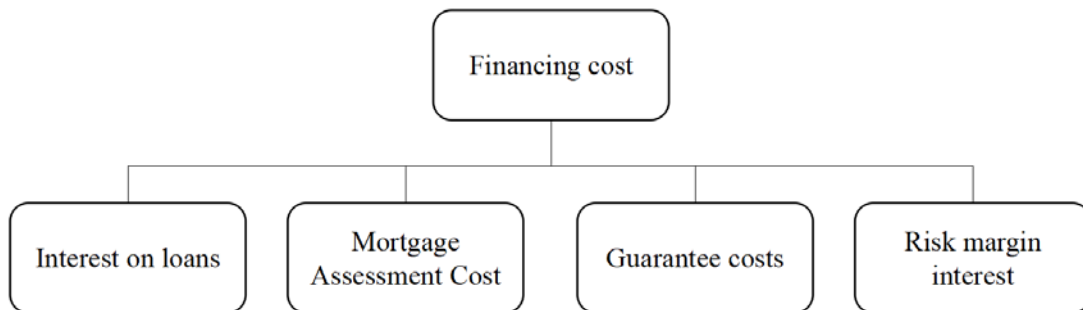 Financing cost
Interest on loans
Mortgage
Assessment Cost
Guarantee costs
Risk margin
interest